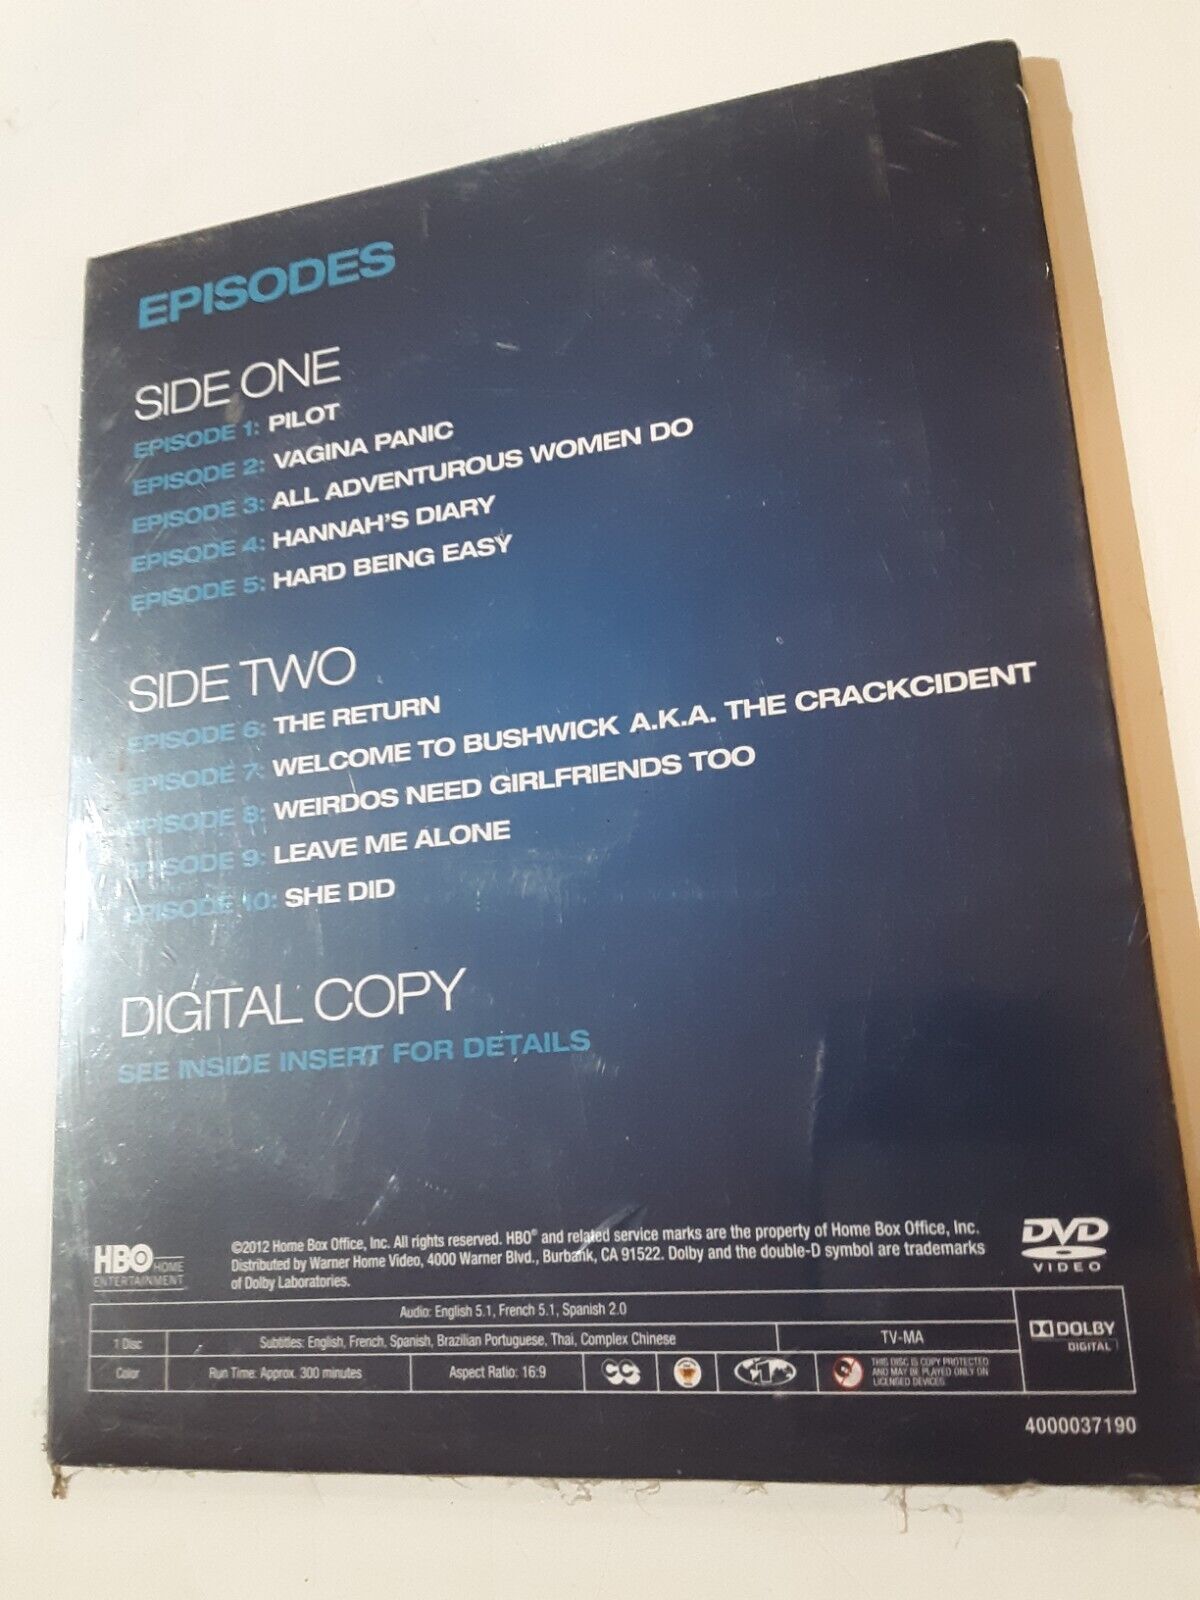 EPISODES
SIDE ONE
EPISODE 1: PILOT
EPISODE 2: VAGINA PANIC
EPISODE 3: ALL ADVENTUROUS WOMEN DO
EPISODE 4: HANNAH'S DIARY
EPISODE 5: HARD BEING EASY
SIDE TWO
EPISODE 6: THE RETURN
EPISODE 7: WELCOME TO BUSHWICK A.K.A. THE CRACKCIDENT
EPISODE 8: WEIRDOS NEED GIRLFRIENDS TOO
EPISODE 9: LEAVE ME ALONE
EPISODE 10: SHE DID
DIGITAL COPY
SEE INSIDE INSERT FOR DETAILS
HBO HOME
ENTERTAINMENT
©2012 Home Box Office, Inc. All rights reserved. HBO® and related service marks are the property of Home Box Office, Inc.
Distributed by Warner Home Video, 4000 Warner Blvd., Burbank, CA 91522. Dolby and the double-D symbol are trademarks
of Dolby Laboratories.
DVD
VIDEO
Audio: English 5.1, French 5.1, Spanish 2.0
1 Disc
Subtitles: English, French, Spanish, Brazilian Portuguese, Thai, Complex Chinese
TV-MA
DOLBY
DIGITAL
Color
Run Time: Approx. 300 minutes
Aspect Ratio: 16:9
CC
1
THIS DISC IS COPY PROTECTED
AND MAY BE PLAYED ONLY ON
LICENSED DEVICES.
4000037190